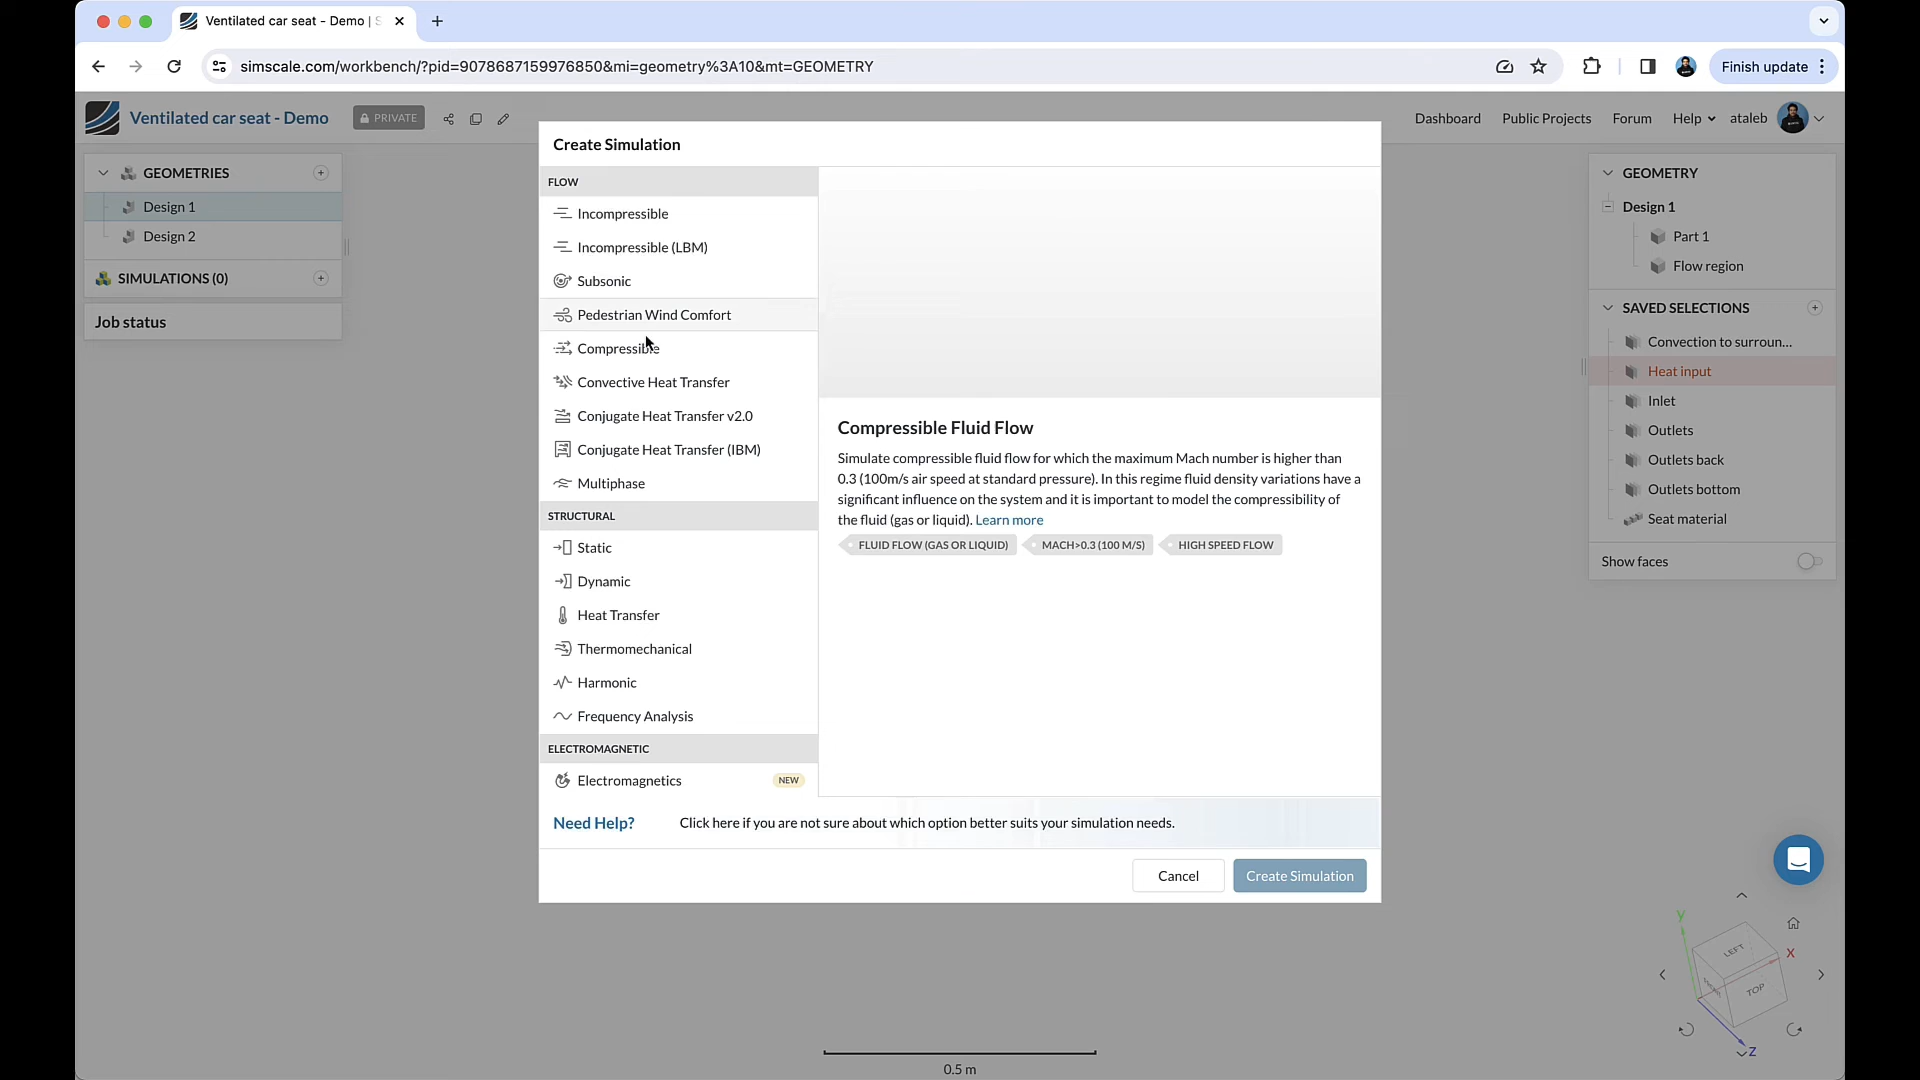 Ventilated car seat - Demo | S
simscale.com/workbench/?pid=9078687159976850&mi=geometry%3A10&mt=GEOMETRY
Finish update
Ventilated car seat - Demo
PRIVATE
Dashboard
Public Projects
Forum
Help
ataleb
GEOMETRIES
Design 1
Design 2
SIMULATIONS (0)
Job status
Create Simulation
FLOW
Incompressible
Incompressible (LBM)
Subsonic
Pedestrian Wind Comfort
Compressible
Convective Heat Transfer
Conjugate Heat Transfer v2.0
Conjugate Heat Transfer (IBM)
Multiphase
STRUCTURAL
Static
Dynamic
Heat Transfer
Thermomechanical
Harmonic
Frequency Analysis
ELECTROMAGNETIC
Electromagnetics
NEW
Compressible Fluid Flow
Simulate compressible fluid flow for which the maximum Mach number is higher than
0.3 (100m/s air speed at standard pressure). In this regime fluid density variations have a
significant influence on the system and it is important to model the compressibility of
the fluid (gas or liquid). Learn more
FLUID FLOW (GAS OR LIQUID)
MACH>0.3 (100 M/S)
HIGH SPEED FLOW
Need Help?
Click here if you are not sure about which option better suits your simulation needs.
Cancel
Create Simulation
GEOMETRY
Design 1
Part 1
Flow region
SAVED SELECTIONS
Convection to surroun...
Heat input
Inlet
Outlets
Outlets back
Outlets bottom
Seat material
Show faces
Y
X
LEFT
TOP
Z
0.5 m